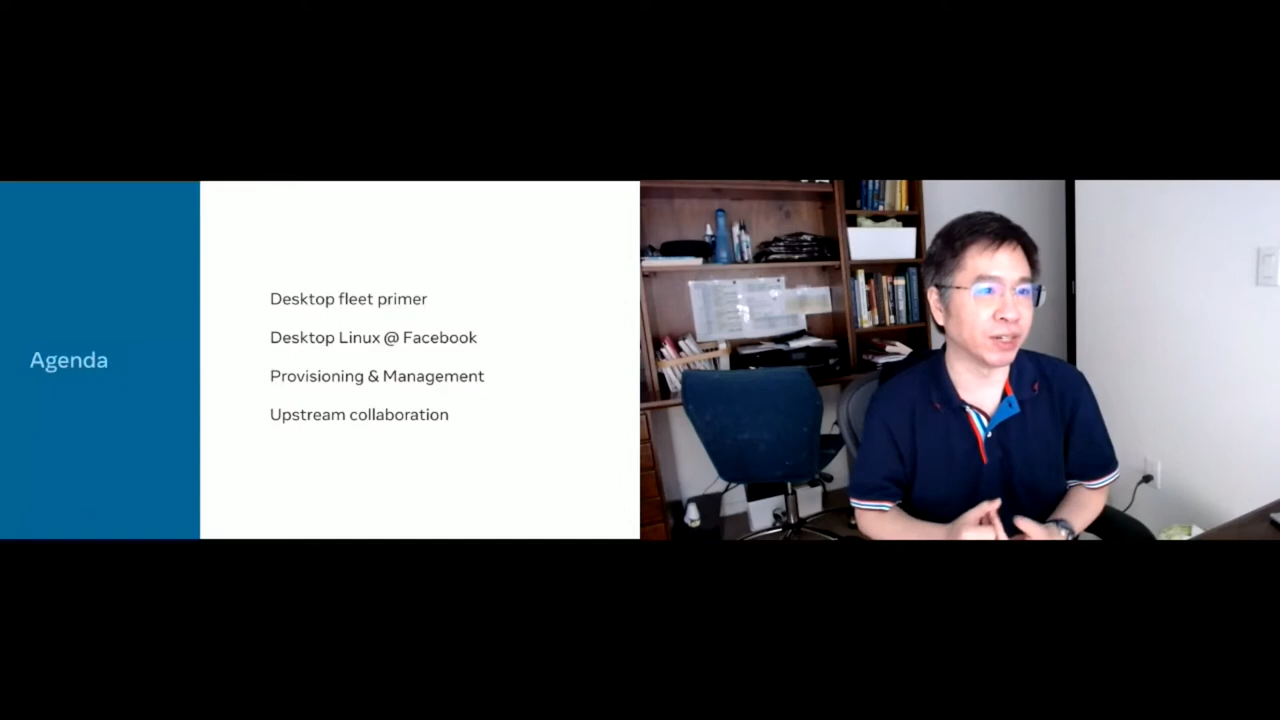 Agenda
Desktop fleet primer
Desktop Linux @ Facebook
Provisioning & Management
Upstream collaboration